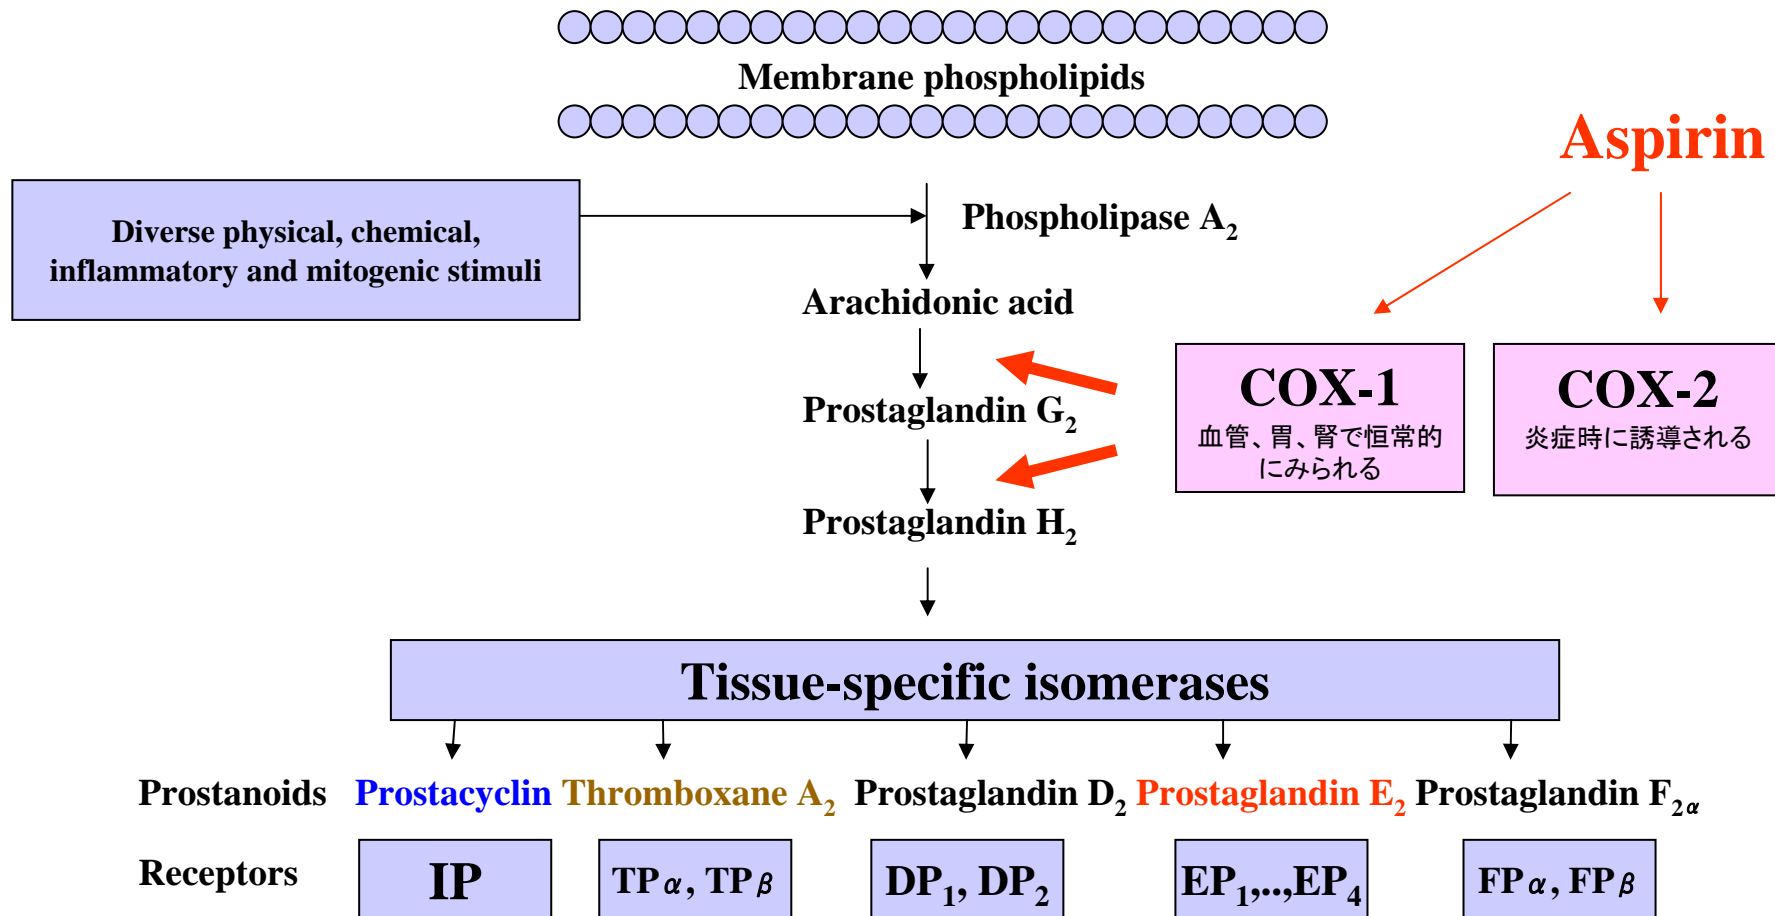 Membrane phospholipids
Aspirin
Diverse physical, chemical,
inflammatory and mitogenic stimuli
Phospholipase A₂
Arachidonic acid
COX-1
血管、胃、腎で恒常的
にみられる
COX-2
炎症時に誘導される
Prostaglandin G₂
Prostaglandin H₂
Tissue-specific isomerases
Prostanoids Prostacyclin Thromboxane A₂ Prostaglandin D₂ Prostaglandin E₂ Prostaglandin F₂α
Receptors IP TPα, TPβ DP₁, DP₂ EP₁,..,EP₄ FPα, FPβ